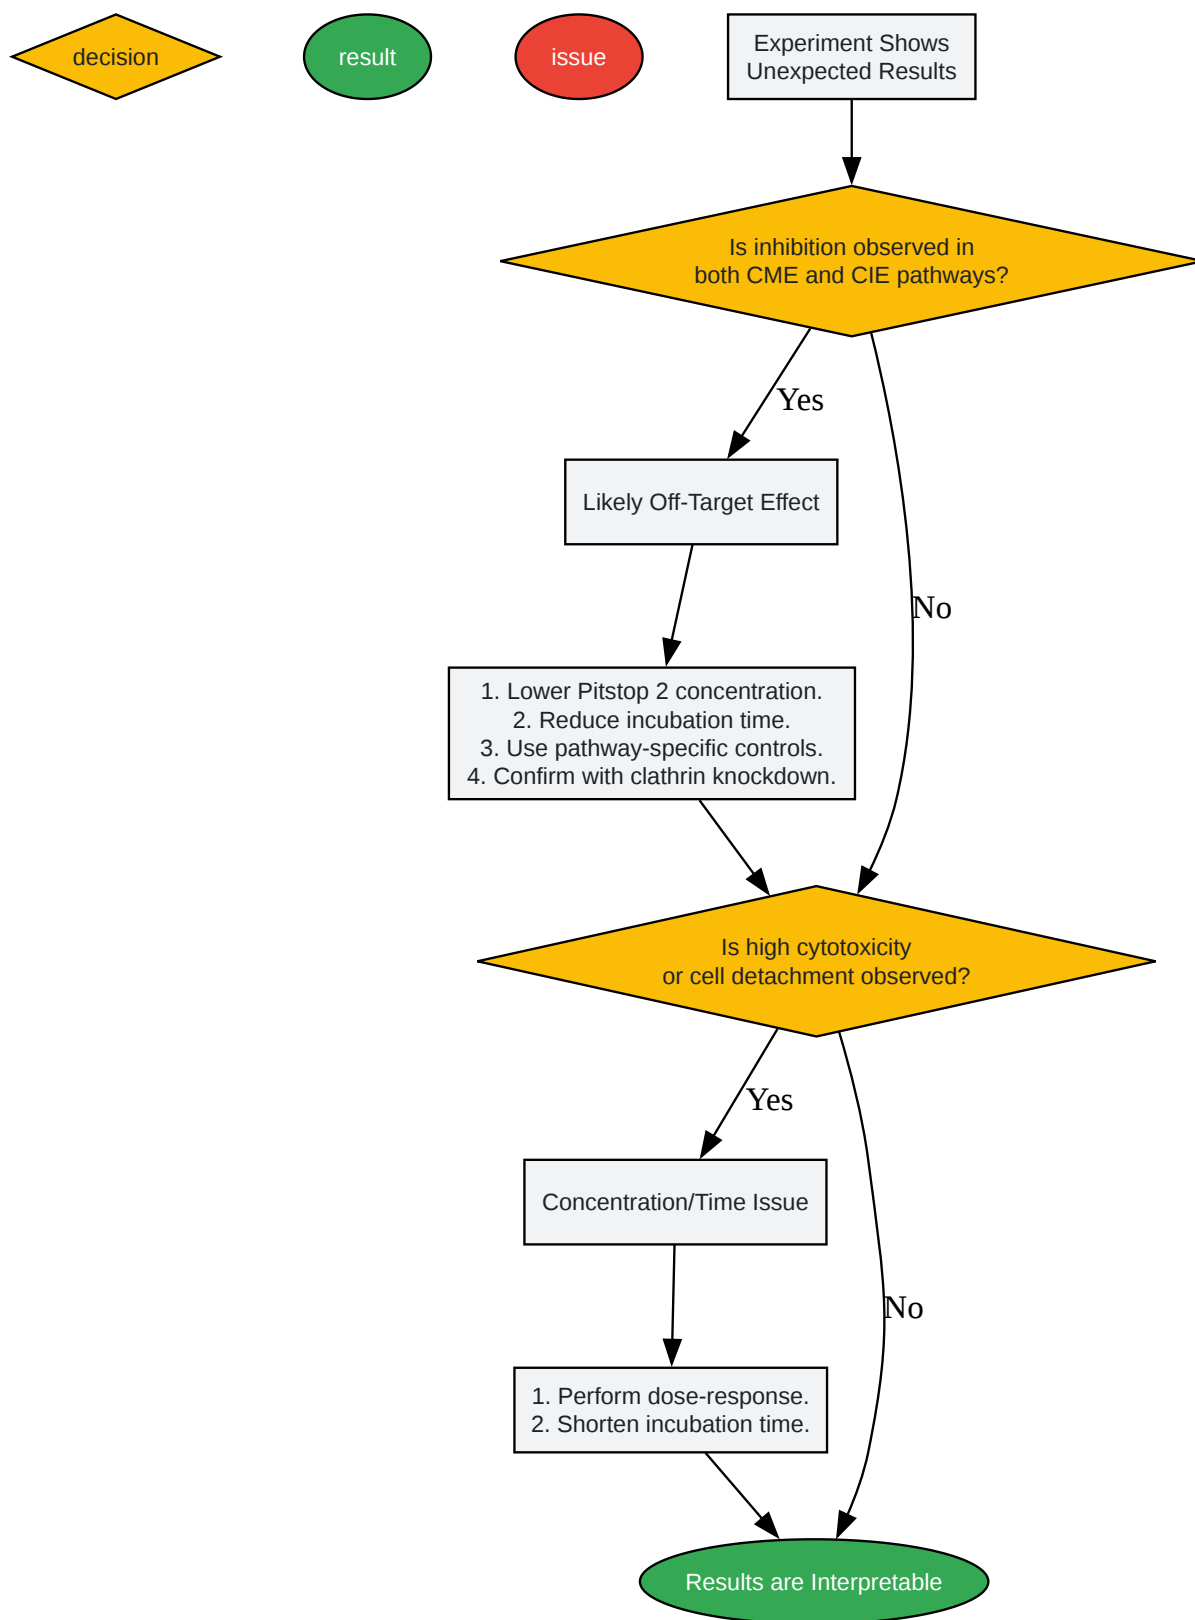 decision
result
issue
Experiment Shows
Unexpected Results
Is inhibition observed in
both CME and CIE pathways?
Yes
Likely Off-Target Effect
No
1. Lower Pitstop 2 concentration.
2. Reduce incubation time.
3. Use pathway-specific controls.
4. Confirm with clathrin knockdown.
Is high cytotoxicity
or cell detachment observed?
Yes
Concentration/Time Issue
No
1. Perform dose-response.
2. Shorten incubation time.
Results are Interpretable